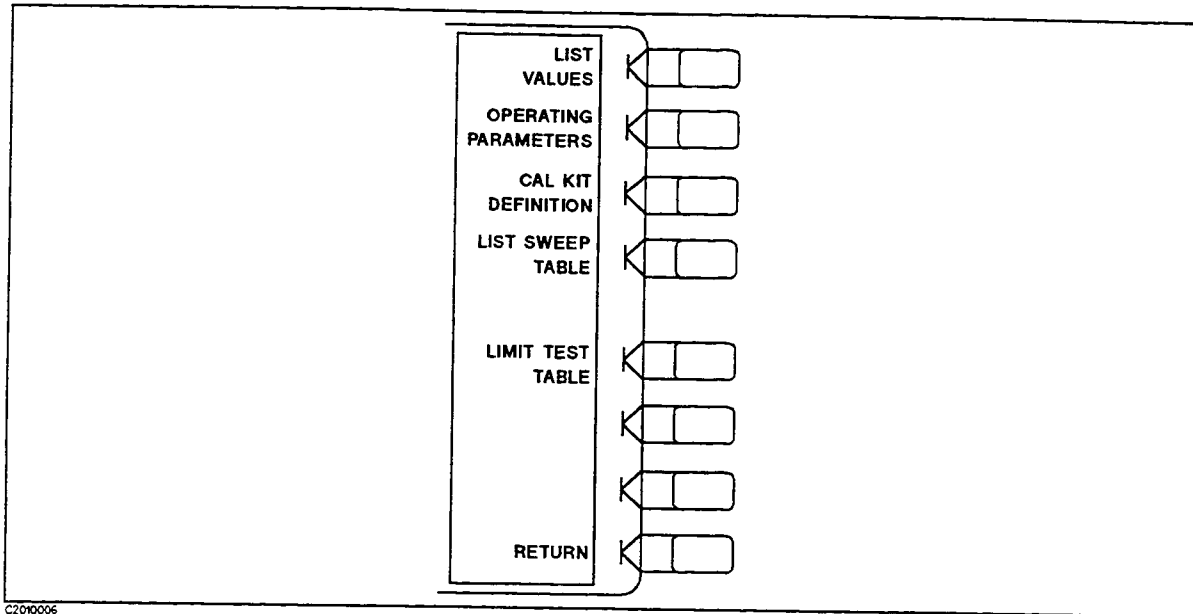 LIST
VALUES
OPERATING
PARAMETERS
CAL KIT
DEFINITION
LIST SWEEP
TABLE
LIMIT TEST
TABLE
RETURN
C2010006